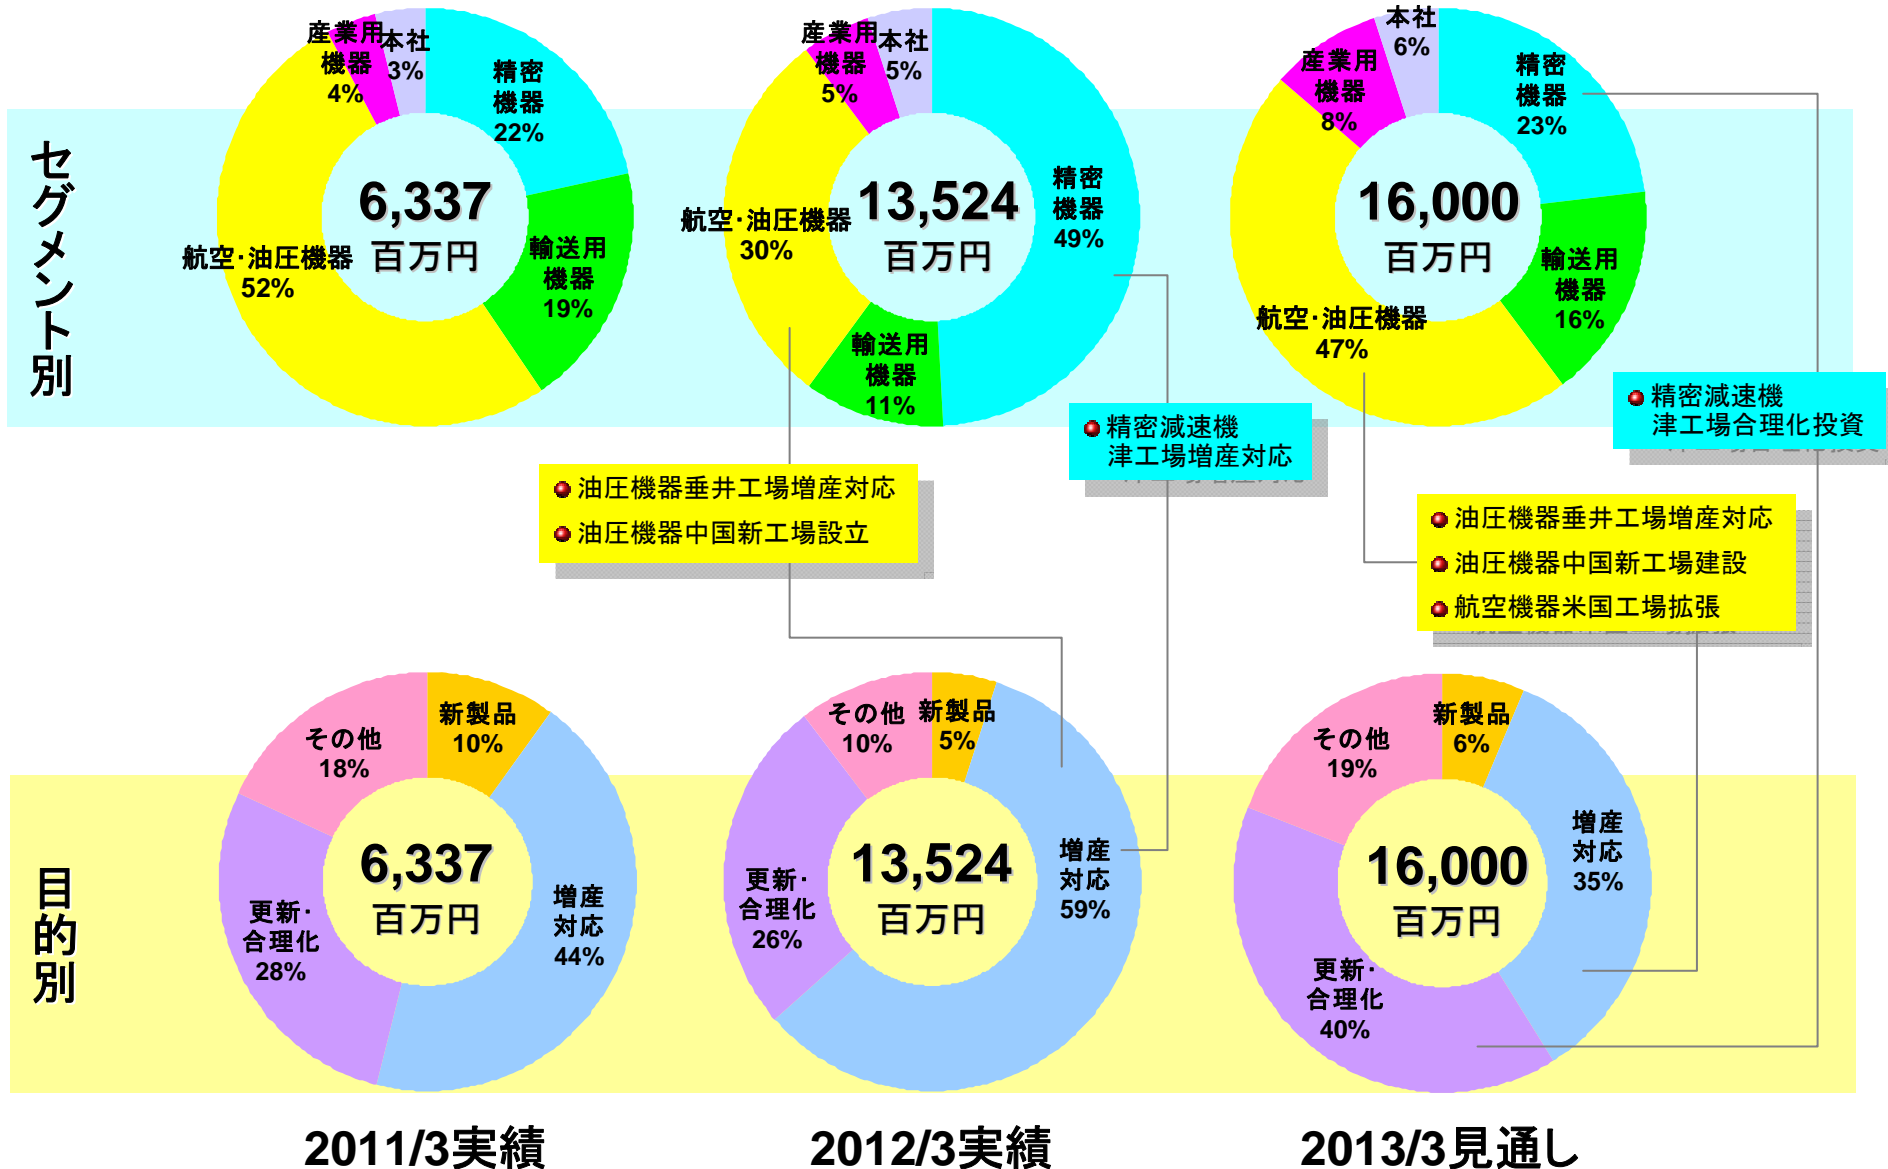 セグメント別
産業用
機器
4%
本社
3%
精密
機器
22%
輸送用
機器
19%
航空・油圧機器
52%
6,337
百万円
産業用
機器
5%
本社
5%
精密
機器
49%
輸送用
機器
11%
航空・油圧機器
30%
13,524
百万円
産業用
機器
8%
本社
6%
精密
機器
23%
輸送用
機器
16%
航空・油圧機器
47%
16,000
百万円
油圧機器垂井工場増産対応
油圧機器中国新工場設立
精密減速機
津工場増産対応
精密減速機
津工場合理化投資
油圧機器垂井工場増産対応
油圧機器中国新工場建設
航空機器米国工場拡張
目的別
その他
18%
新製品
10%
増産
対応
44%
更新・
合理化
28%
6,337
百万円
その他
10%
新製品
5%
増産
対応
59%
更新・
合理化
26%
13,524
百万円
その他
19%
新製品
6%
増産
対応
35%
更新・
合理化
40%
16,000
百万円
2011/3実績
2012/3実績
2013/3見通し